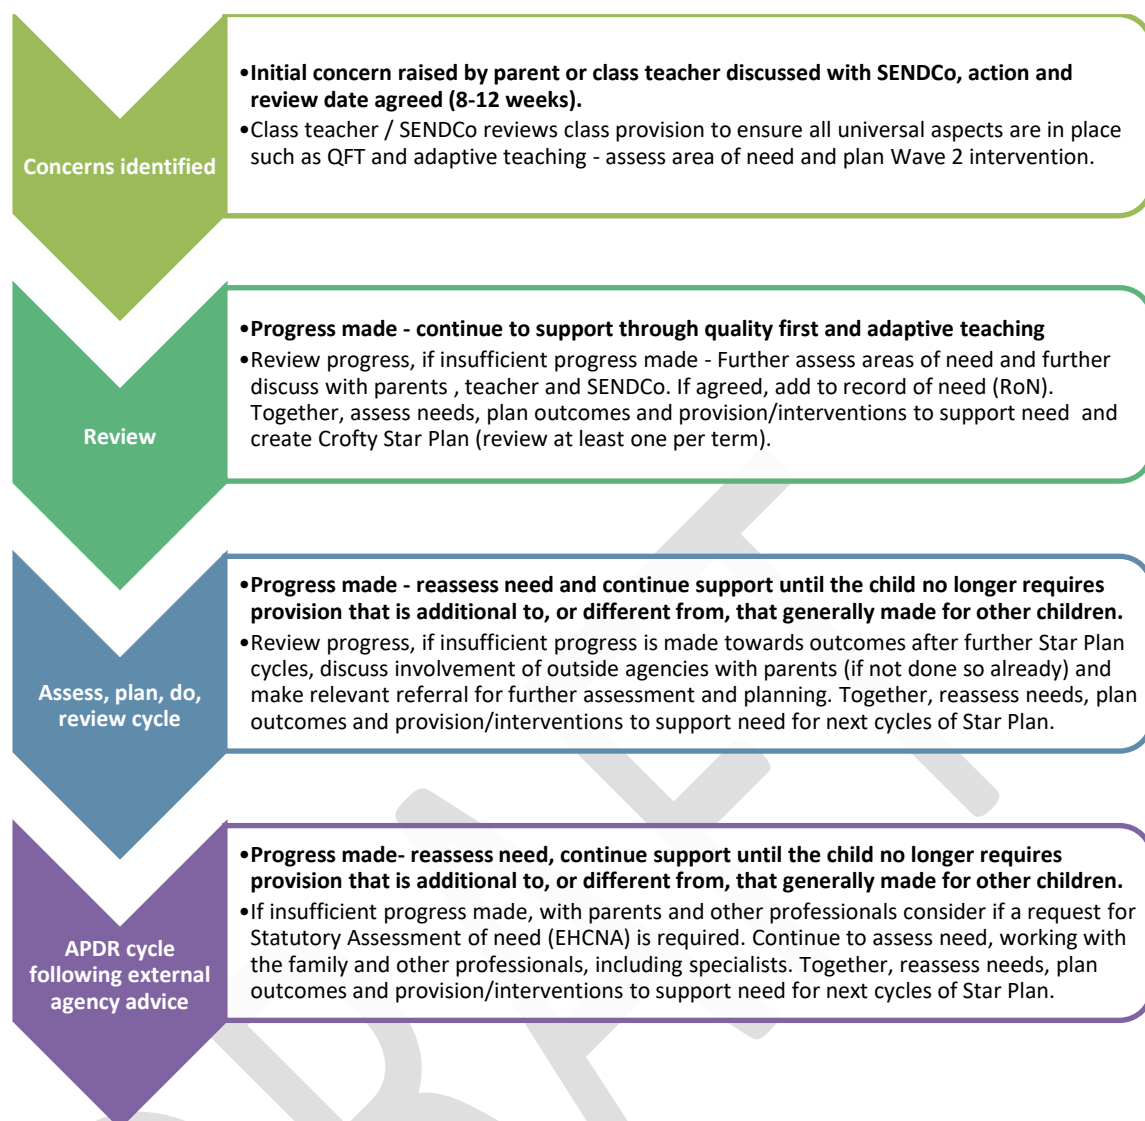 Concerns identified
•Initial concern raised by parent or class teacher discussed with SENDCo, action and
review date agreed (8-12 weeks).
•Class teacher / SENDCo reviews class provision to ensure all universal aspects are in place
such as QFT and adaptive teaching - assess area of need and plan Wave 2 intervention.
Review
•Progress made - continue to support through quality first and adaptive teaching
•Review progress, if insufficient progress made - Further assess areas of need and further
discuss with parents , teacher and SENDCo. If agreed, add to record of need (RoN).
Together, assess needs, plan outcomes and provision/interventions to support need and
create Crofty Star Plan (review at least one per term).
Assess, plan, do,
review cycle
•Progress made - reassess need and continue support until the child no longer requires
provision that is additional to, or different from, that generally made for other children.
•Review progress, if insufficient progress is made towards outcomes after further Star Plan
cycles, discuss involvement of outside agencies with parents (if not done so already) and
make relevant referral for further assessment and planning. Together, reassess needs, plan
outcomes and provision/interventions to support need for next cycles of Star Plan.
APDR cycle
following external
agency advice
•Progress made- reassess need, continue support until the child no longer requires
provision that is additional to, or different from, that generally made for other children.
•If insufficient progress made, with parents and other professionals consider if a request for
Statutory Assessment of need (EHCNA) is required. Continue to assess need, working with
the family and other professionals, including specialists. Together, reassess needs, plan
outcomes and provision/interventions to support need for next cycles of Star Plan.